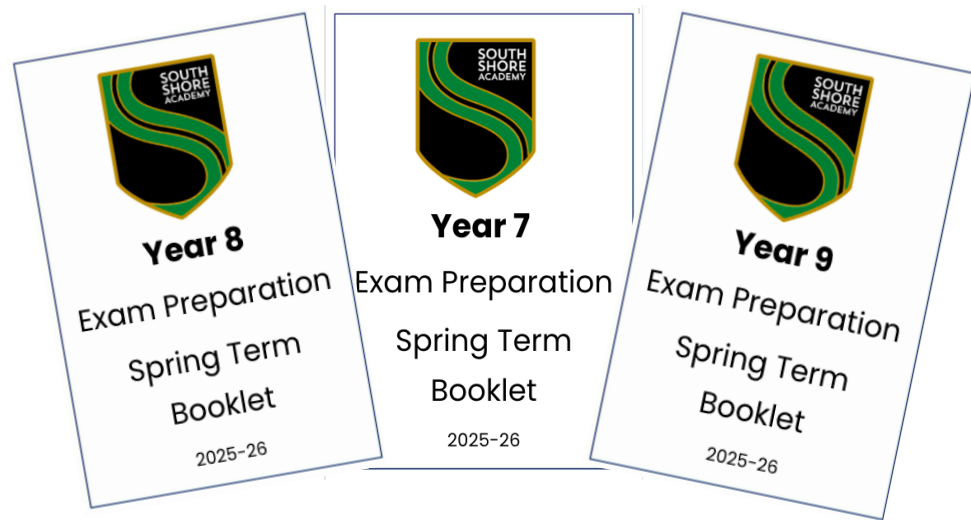 SOUTH
SHORE
ACADEMY
Year 8
Exam Preparation
Spring Term
Booklet
2025-26
SOUTH
SHORE
ACADEMY
Year 7
Exam Preparation
Spring Term
Booklet
2025-26
SOUTH
SHORE
ACADEMY
Year 9
Exam Preparation
Spring Term
Booklet
2025-26